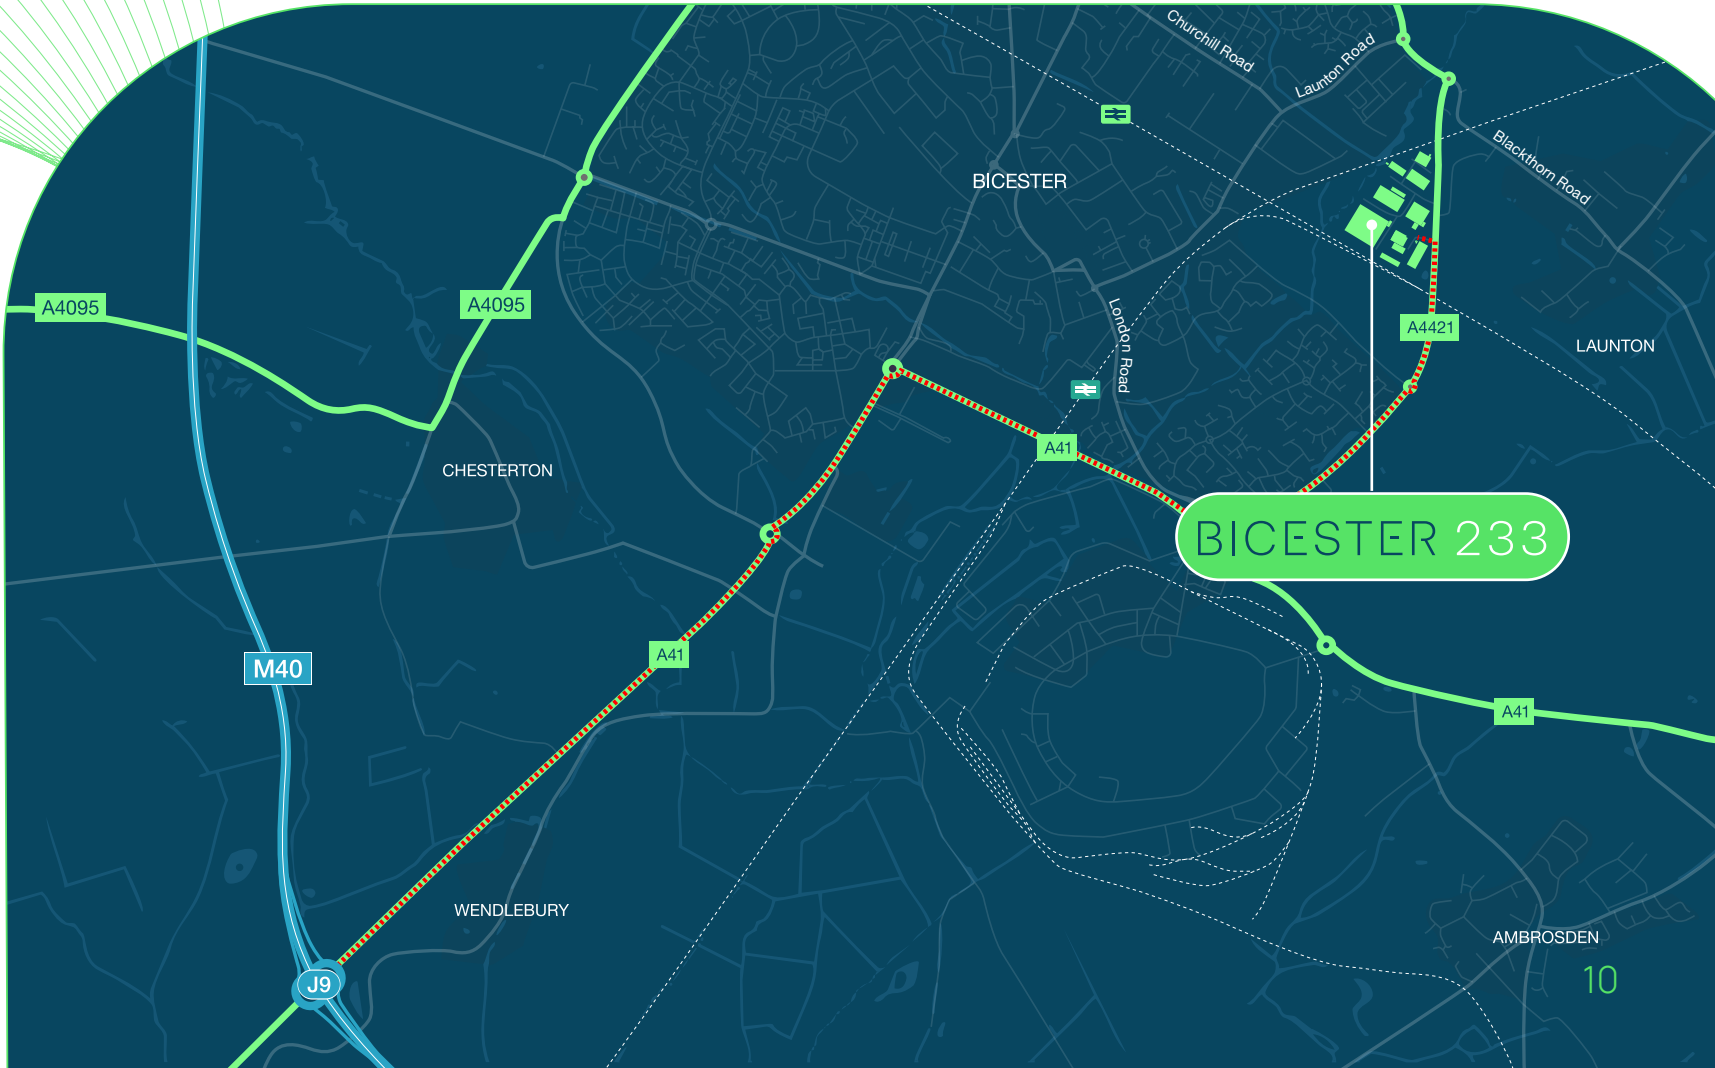 Churchill Road
Launton Road
Blackthorn Road
BICESTER
A4095
A4095
London Road
A4421
LAUNTON
A41
CHESTERTON
BICESTER 233
A41
M40
A41
WENDLEBURY
AMBROSDEN
J9
10